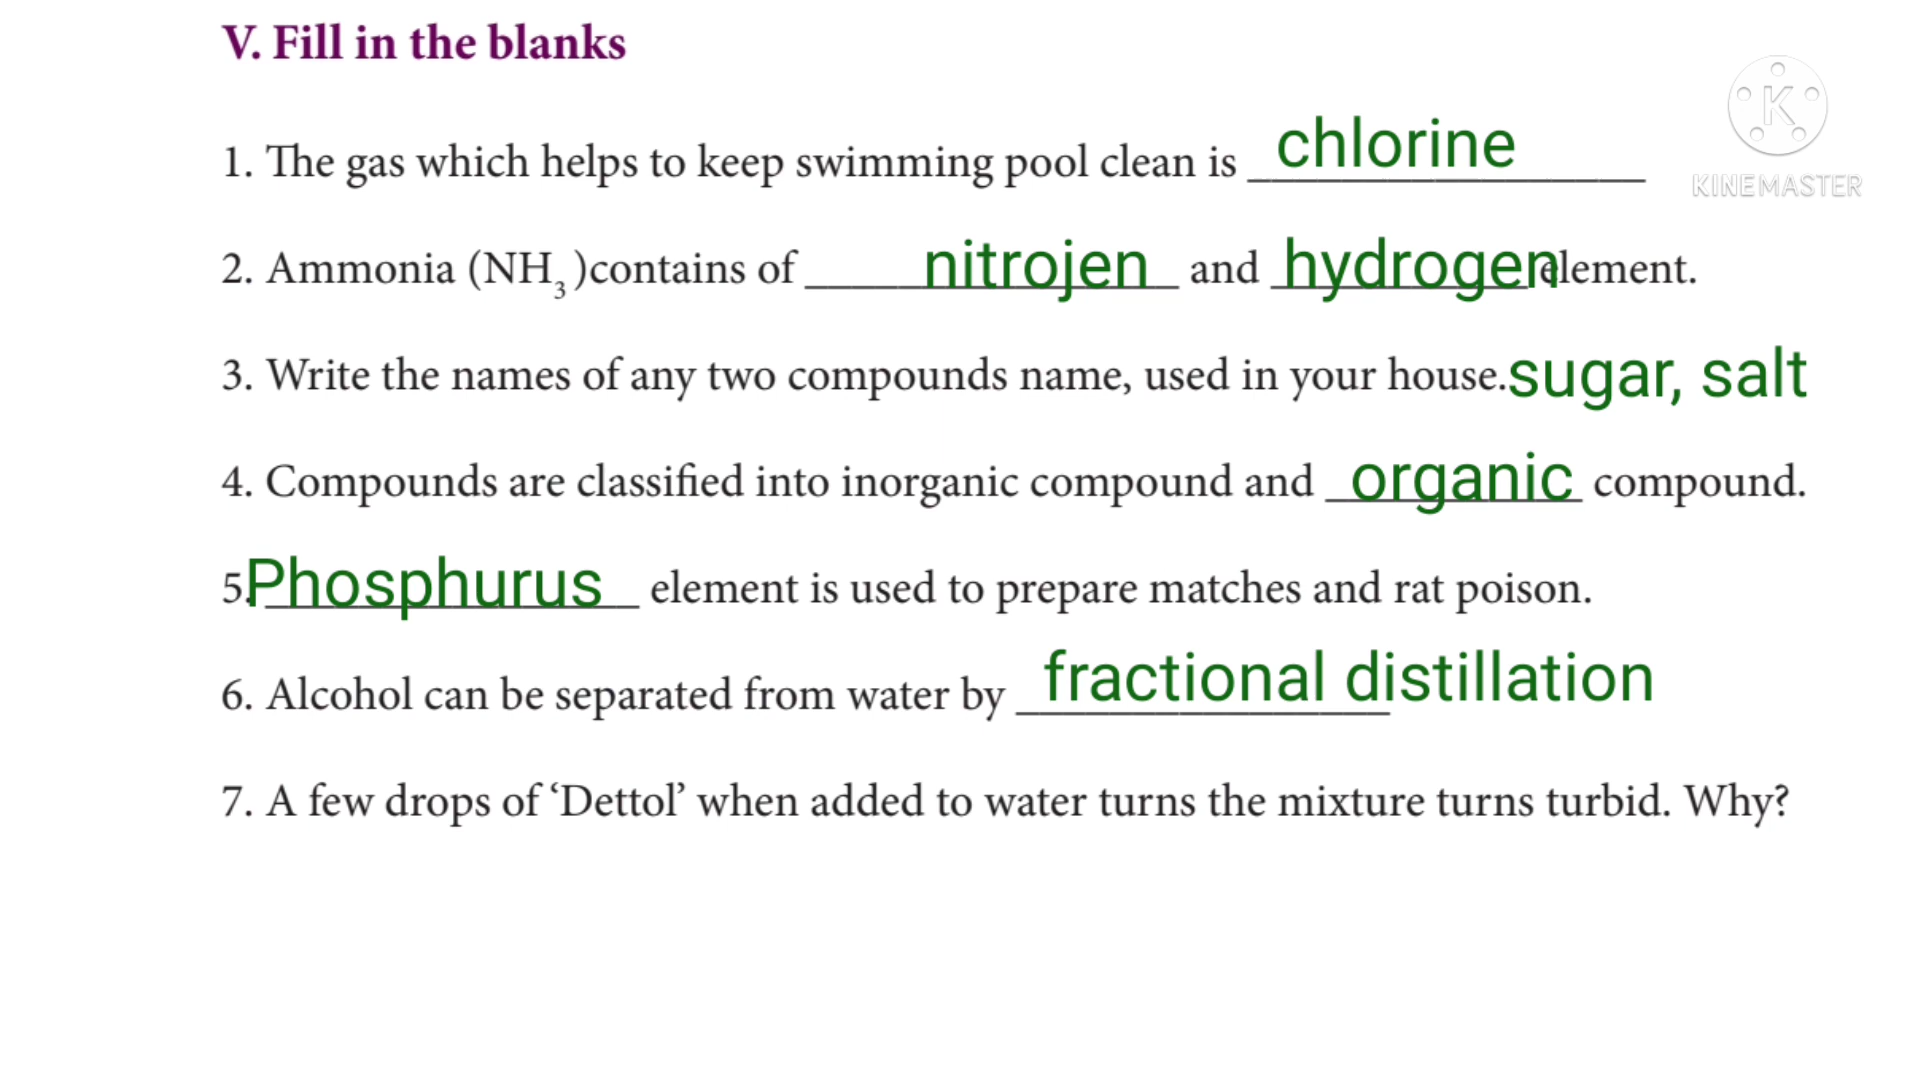 V. Fill in the blanks
K
KINEMASTER
1. The gas which helps to keep swimming pool clean is chlorine
2. Ammonia (NH₃ )contains of nitrojen and hydrogen element.
3. Write the names of any two compounds name, used in your house. sugar, salt
4. Compounds are classified into inorganic compound and organic compound.
5. Phosphurus element is used to prepare matches and rat poison.
6. Alcohol can be separated from water by fractional distillation
7. A few drops of ‘Dettol’ when added to water turns the mixture turns turbid. Why?